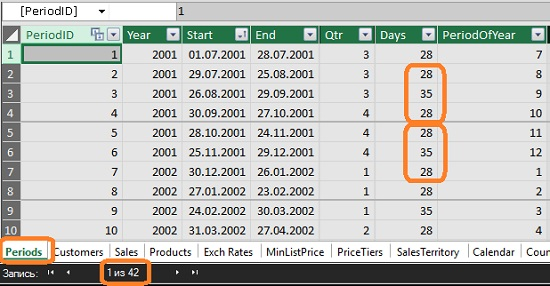 [PeriodID] 1
PeriodID Year Start End Qtr Days PeriodOfYear
1 1 2001 01.07.2001 28.07.2001 3 28 7
2 2 2001 29.07.2001 25.08.2001 3 28 8
3 3 2001 26.08.2001 29.09.2001 3 35 9
4 4 2001 30.09.2001 27.10.2001 4 28 10
5 5 2001 28.10.2001 24.11.2001 4 28 11
6 6 2001 25.11.2001 29.12.2001 4 35 12
7 7 2002 30.12.2001 26.01.2002 1 28 1
8 8 2002 27.01.2002 23.02.2002 1 28 2
9 9 2002 24.02.2002 30.03.2002 1 35 3
10 10 2002 31.03.2002 27.04.2002 2 28 4
Periods Customers Sales Products Exch Rates MinListPrice PriceTiers SalesTerritory Calendar Coun
Запись: 1 из 42